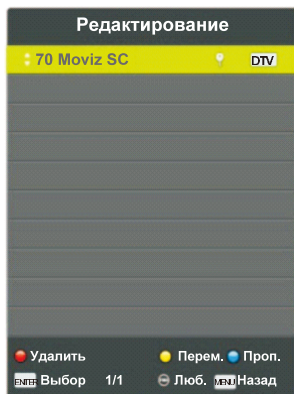 Редактирование
70 Moviz SC DTV
Удалить Перем. Проп.
ENTER Выбор 1/1 Люб. MENU Назад